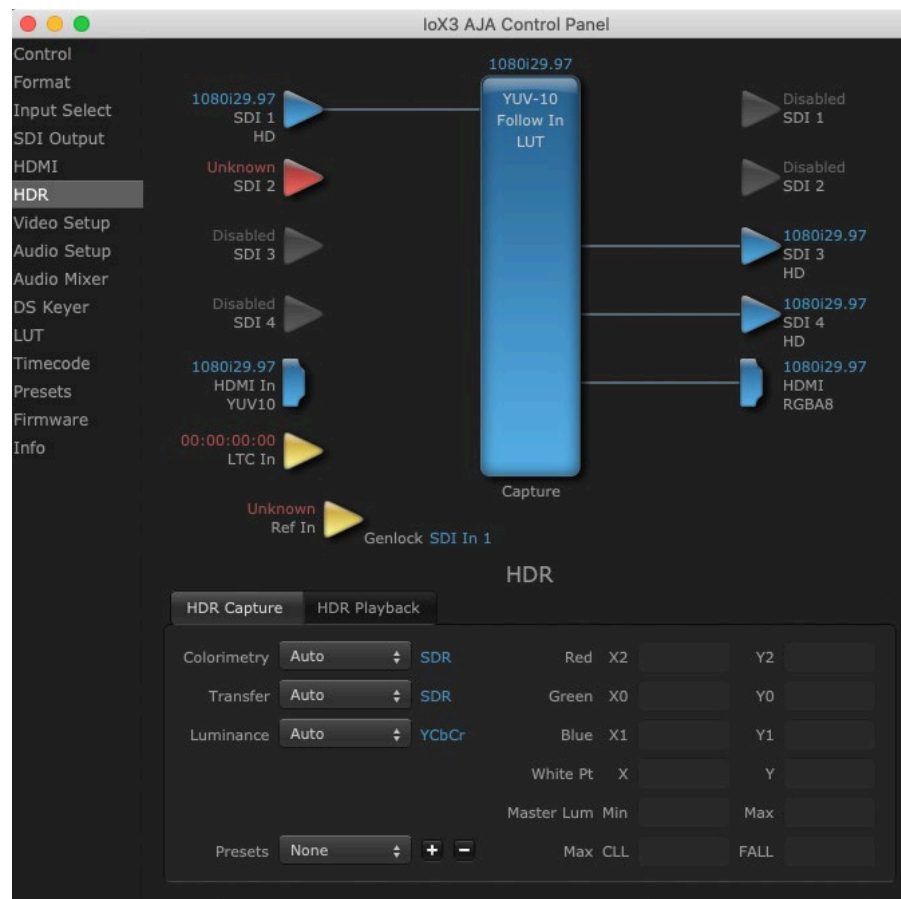 IoX3 AJA Control Panel
Control
Format
Input Select
SDI Output
HDMI
HDR
Video Setup
Audio Setup
Audio Mixer
DS Keyer
LUT
Timecode
Presets
Firmware
Info
1080i29.97
SDI 1
HD
Unknown
SDI 2
Disabled
SDI 3
Disabled
SDI 4
1080i29.97
HDMI In
YUV10
00:00:00:00
LTC In
Unknown
Ref In
Genlock SDI In 1
1080i29.97
YUV-10
Follow In
LUT
Capture
Disabled
SDI 1
Disabled
SDI 2
1080i29.97
SDI 3
HD
1080i29.97
SDI 4
HD
1080i29.97
HDMI
RGBA8
HDR
HDR Capture HDR Playback
Colorimetry Auto SDR Red X2 Y2
Transfer Auto SDR Green X0 Y0
Luminance Auto YCbCr Blue X1 Y1
White Pt X Y
Master Lum Min Max
Presets None + - Max CLL FALL